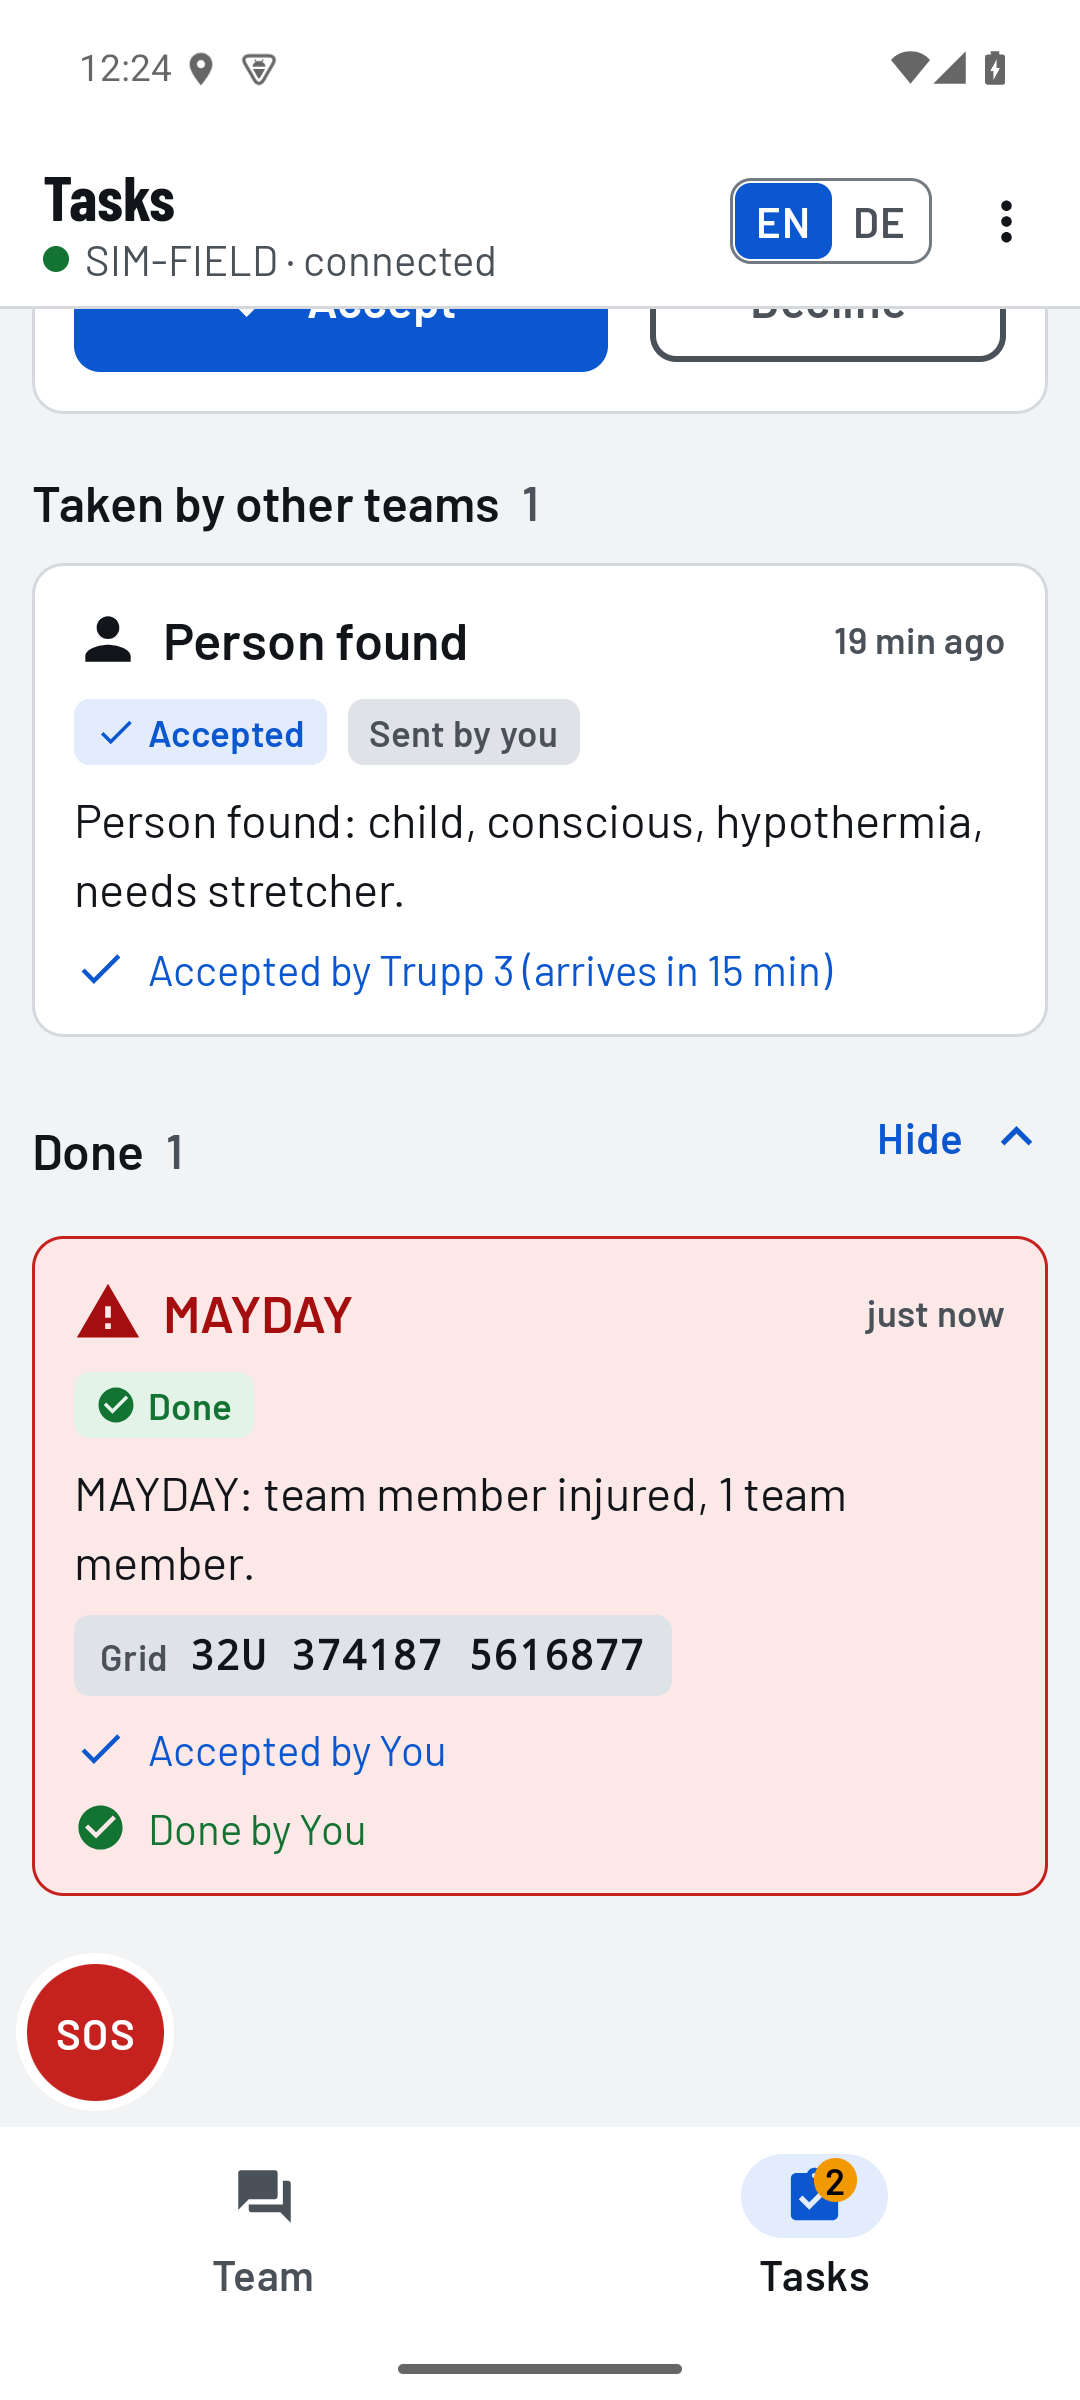 12:24
Tasks
EN DE
SIM-FIELD · connected
Accept Decline
Taken by other teams 1
Person found 19 min ago
Accepted Sent by you
Person found: child, conscious, hypothermia,
needs stretcher.
Accepted by Trupp 3 (arrives in 15 min)
Done 1 Hide
MAYDAY just now
Done
MAYDAY: team member injured, 1 team
member.
Grid 32U 374187 5616877
Accepted by You
Done by You
SOS
2
Team Tasks